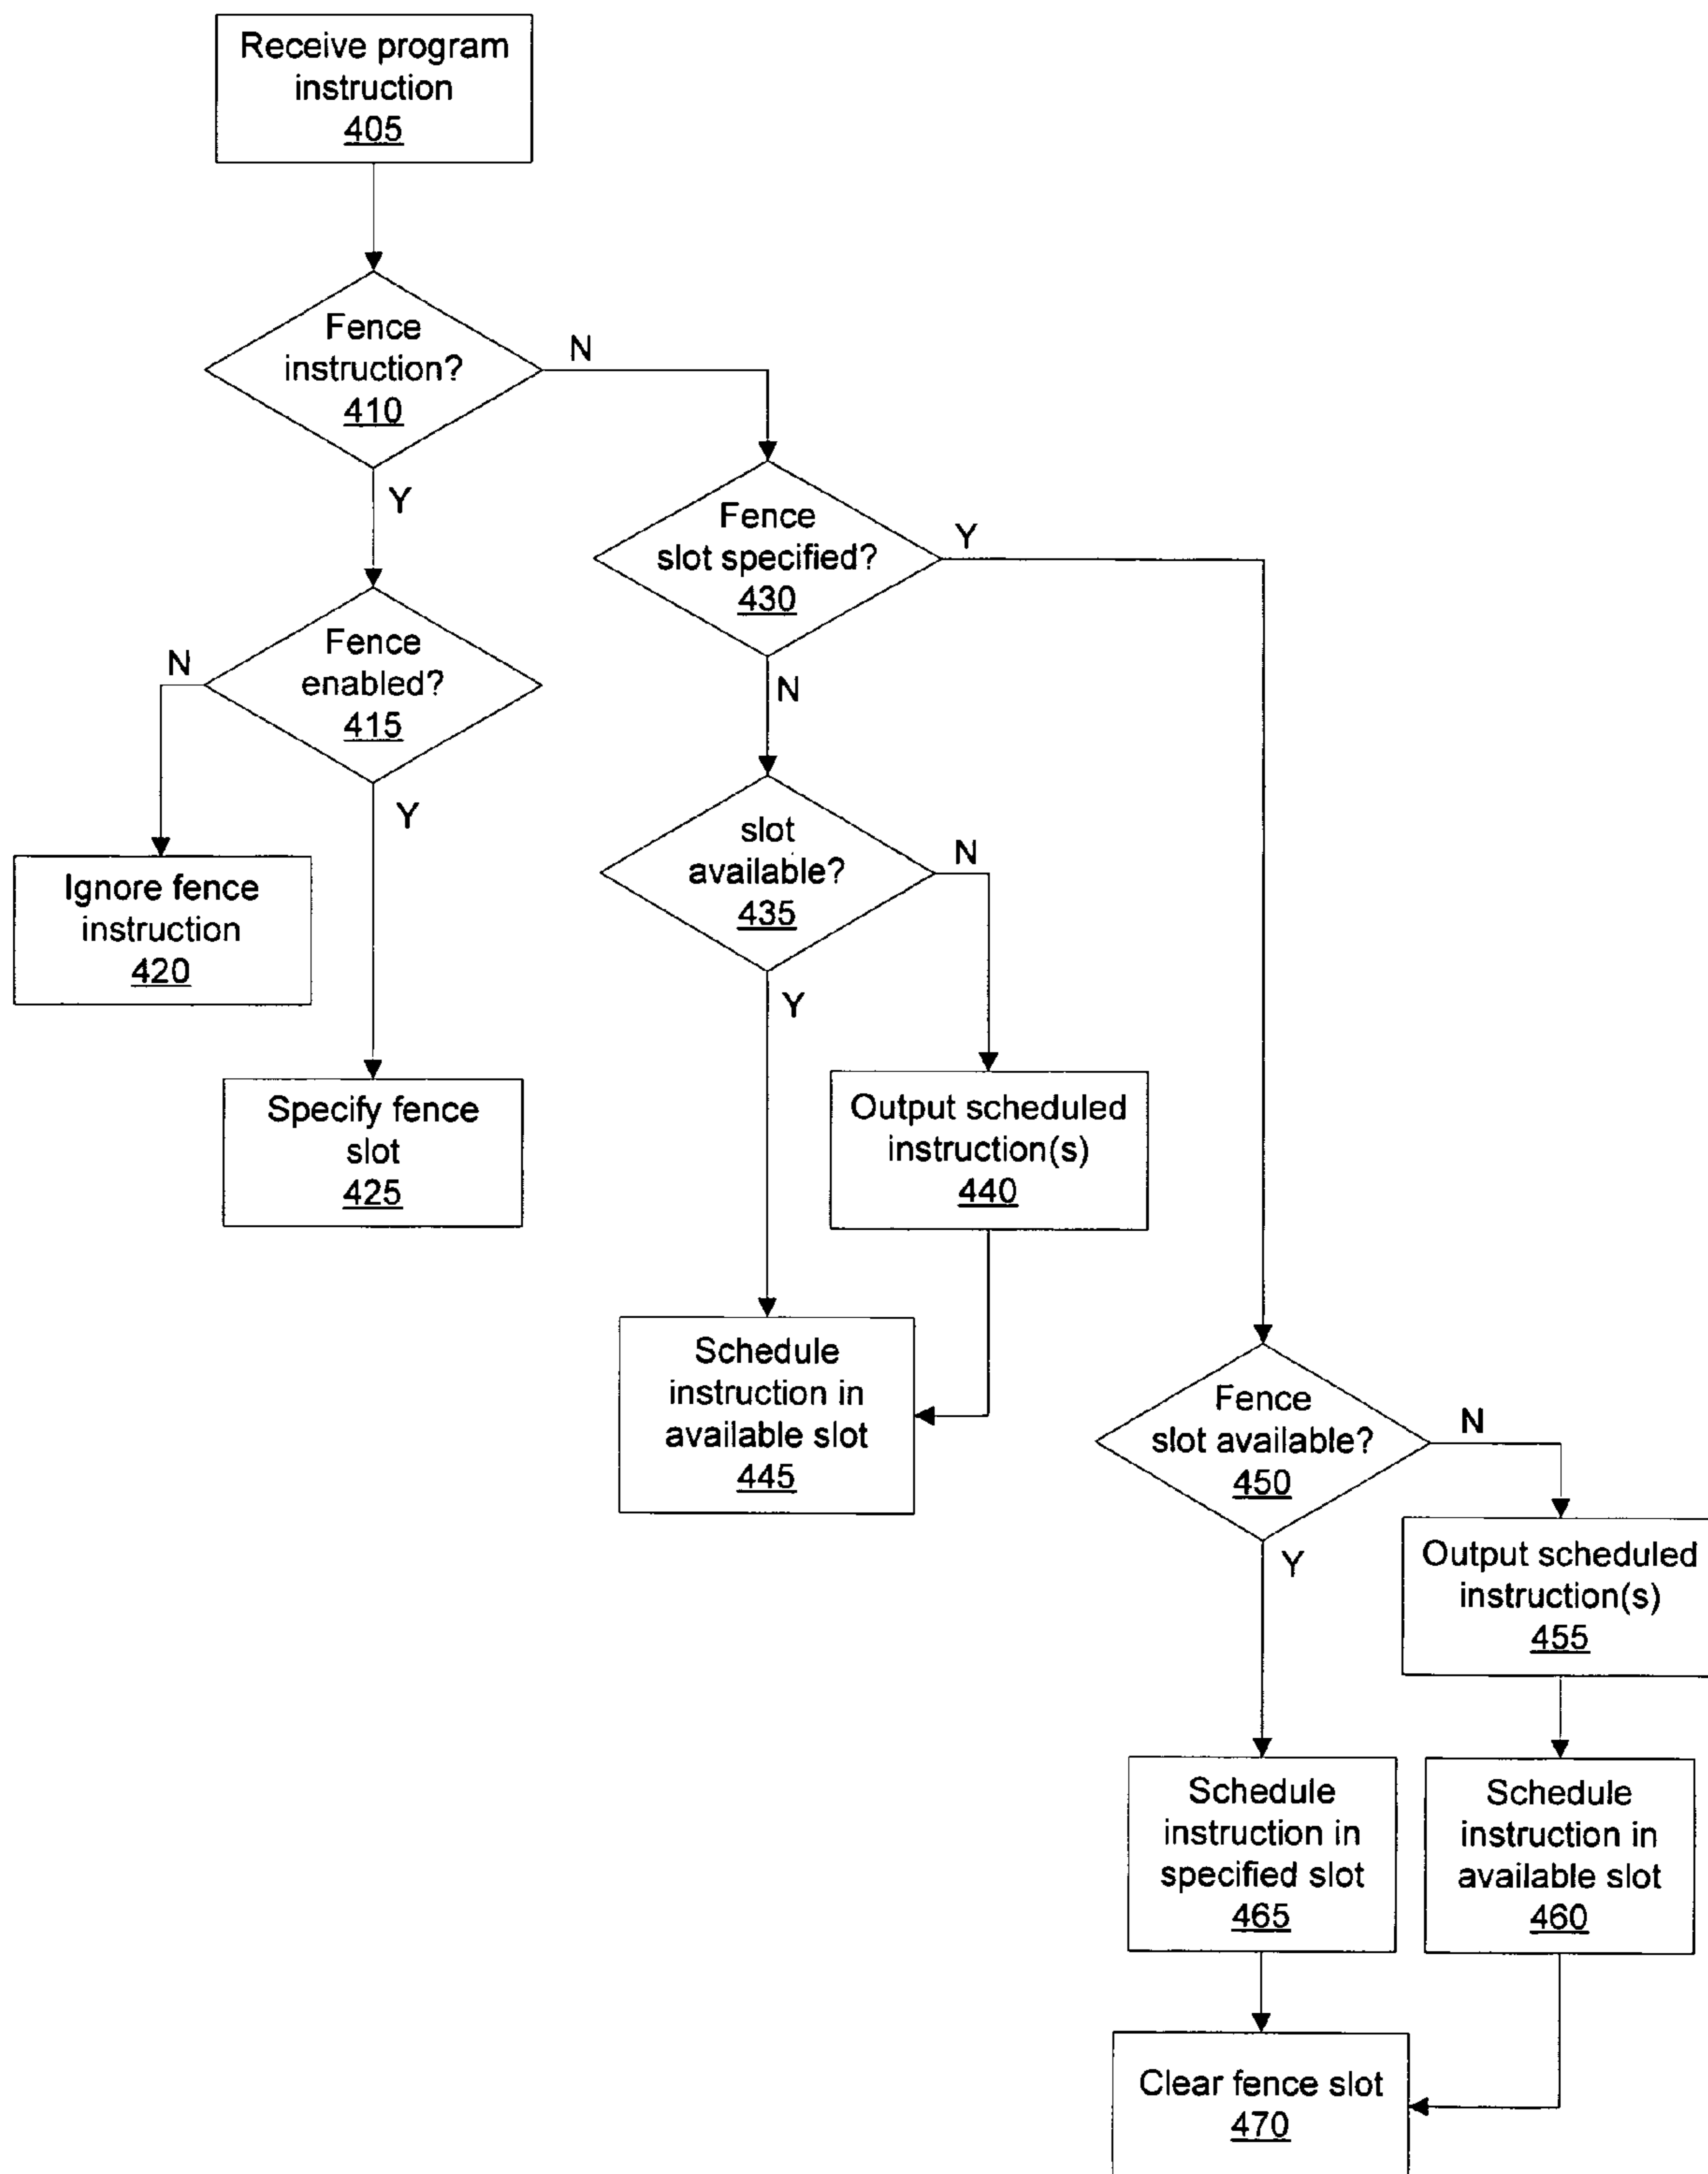 Receive program
instruction
405
Fence
instruction?
410
N
Y
Fence
slot specified?
430
Y
N
Fence
enabled?
415
N
Y
Ignore fence
instruction
420
Specify fence
slot
425
slot
available?
435
N
Y
Output scheduled
instruction(s)
440
Schedule
instruction in
available slot
445
Fence
slot available?
450
N
Y
Output scheduled
instruction(s)
455
Schedule
instruction in
specified slot
465
Schedule
instruction in
available slot
460
Clear fence slot
470